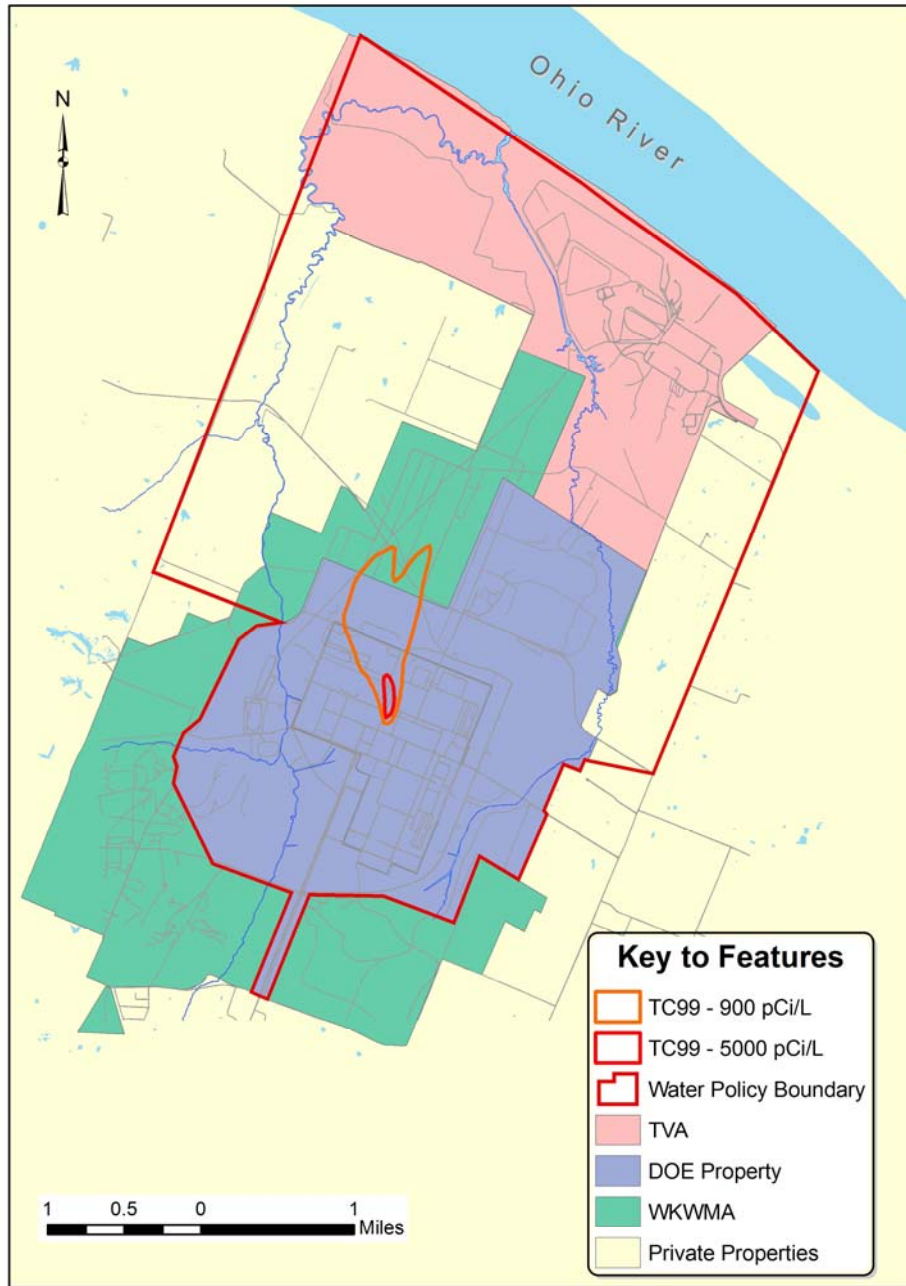 Ohio River
N
Key to Features
TC99 - 900 pCi/L
TC99 - 5000 pCi/L
Water Policy Boundary
TVA
DOE Property
WKWMA
Private Properties
1 0.5 0 1
Miles